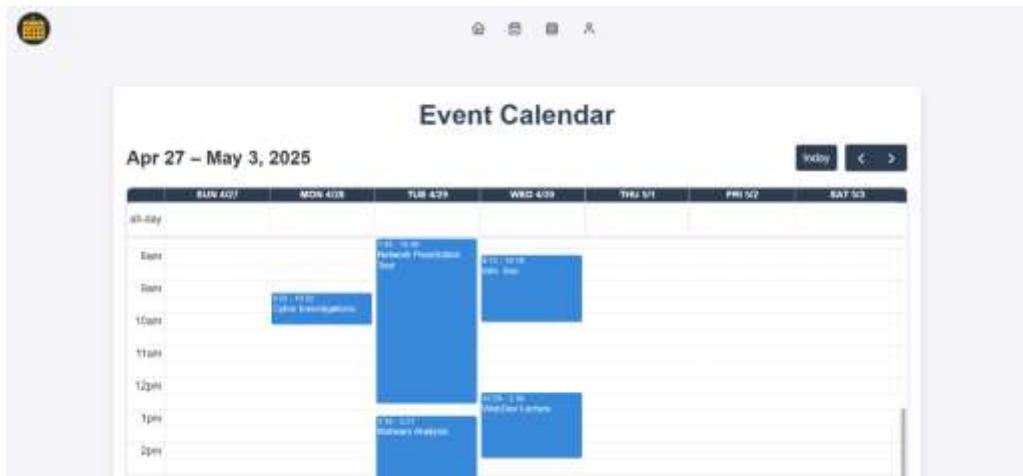 Event Calendar
Apr 27 – May 3, 2025
today
SUN 4/27 MON 4/28 TUE 4/29 WED 4/30 THU 5/1 FRI 5/2 SAT 5/3
all-day
8am
9am
10am
11am
12pm
1pm
2pm
Network Penetration
Test
Cyber Investigations
WebDev Lecture
Malware Analysis